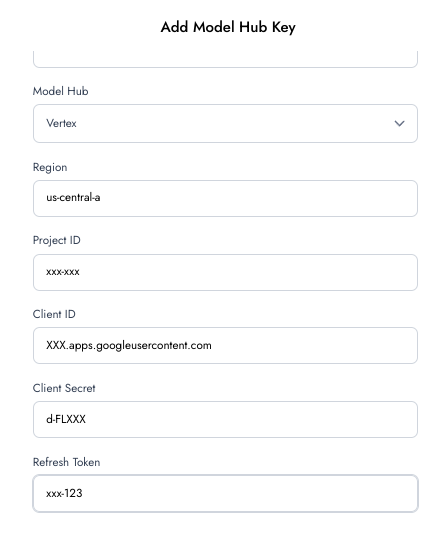 Add Model Hub Key
Model Hub
Vertex
Region
us-central-a
Project ID
xxx-xxx
Client ID
XXX.apps.googleusercontent.com
Client Secret
d-FLXXX
Refresh Token
xxx-123